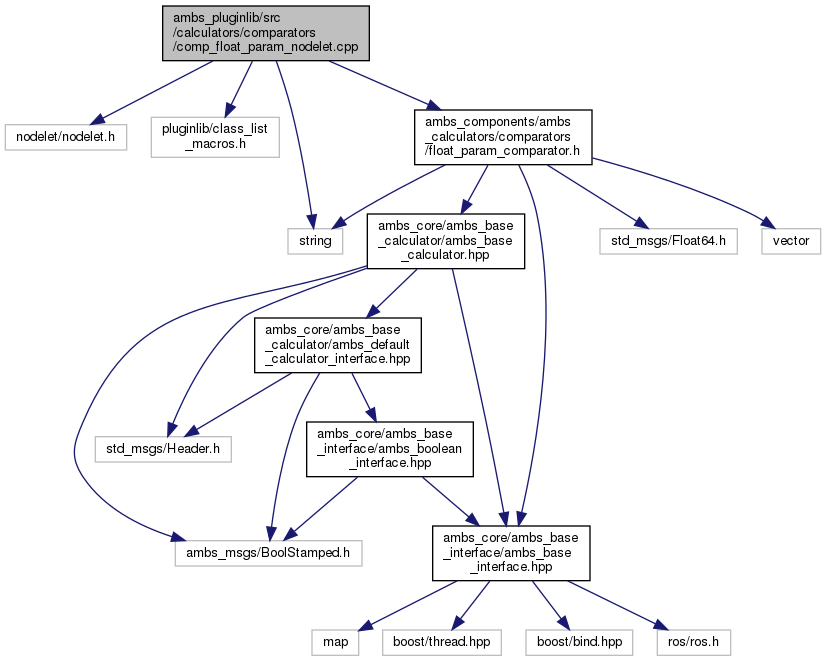 ambs_pluginlib/src
/calculators/comparators
/comp_float_param_nodelet.cpp
nodelet/nodelet.h
pluginlib/class_list
_macros.h
ambs_components/ambs
_calculators/comparators
/float_param_comparator.h
string
ambs_core/ambs_base
_calculator/ambs_base
_calculator.hpp
std_msgs/Float64.h
vector
ambs_core/ambs_base
_calculator/ambs_default
_calculator_interface.hpp
std_msgs/Header.h
ambs_core/ambs_base
_interface/ambs_boolean
_interface.hpp
ambs_msgs/BoolStamped.h
ambs_core/ambs_base
_interface/ambs_base
_interface.hpp
map
boost/thread.hpp
boost/bind.hpp
ros/ros.h